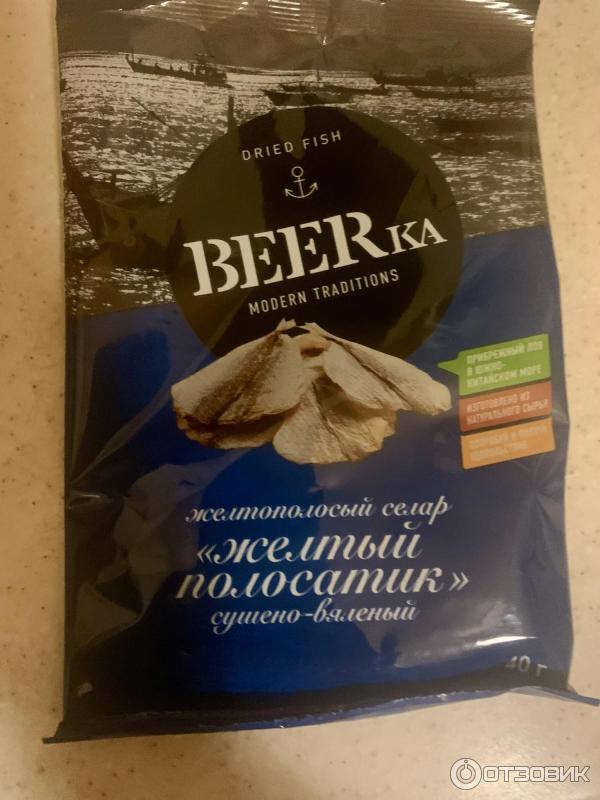 DRIED FISH
BEERKA
MODERN TRADITIONS
ПРИБРЕЖНЫЙ ЛОВ
В ЮЖНО-
КИТАЙСКОМ МОРЕ
ИЗГОТОВЛЕНО ИЗ
НАТУРАЛЬНОГО СЫРЬЯ
желтополосый селар
«желтый
полосатик»
сушено-вяленый
40 г
ОТЗОВИК